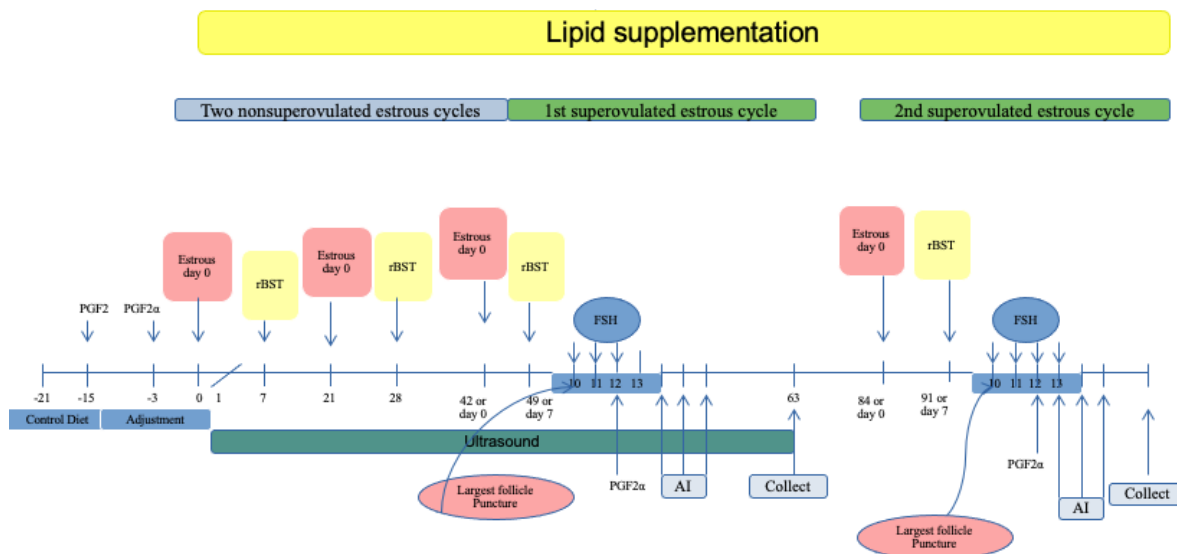 Lipid supplementation
Two nonsuperovulated estrous cycles
1st superovulated estrous cycle
2nd superovulated estrous cycle
Estrous
day 0
rBST
Estrous
day 0
rBST
Estrous
day 0
rBST
Estrous
day 0
rBST
PGF2
PGF2α
FSH
FSH
-21
-15
-3
0
1
7
21
28
42 or
day 0
49 or
day 7
10
11
12
13
63
84 or
day 0
91 or
day 7
10
11
12
13
Control Diet
Adjustment
Ultrasound
Largest follicle
Puncture
PGF2α
AI
Collect
PGF2α
AI
Collect
Largest follicle
Puncture